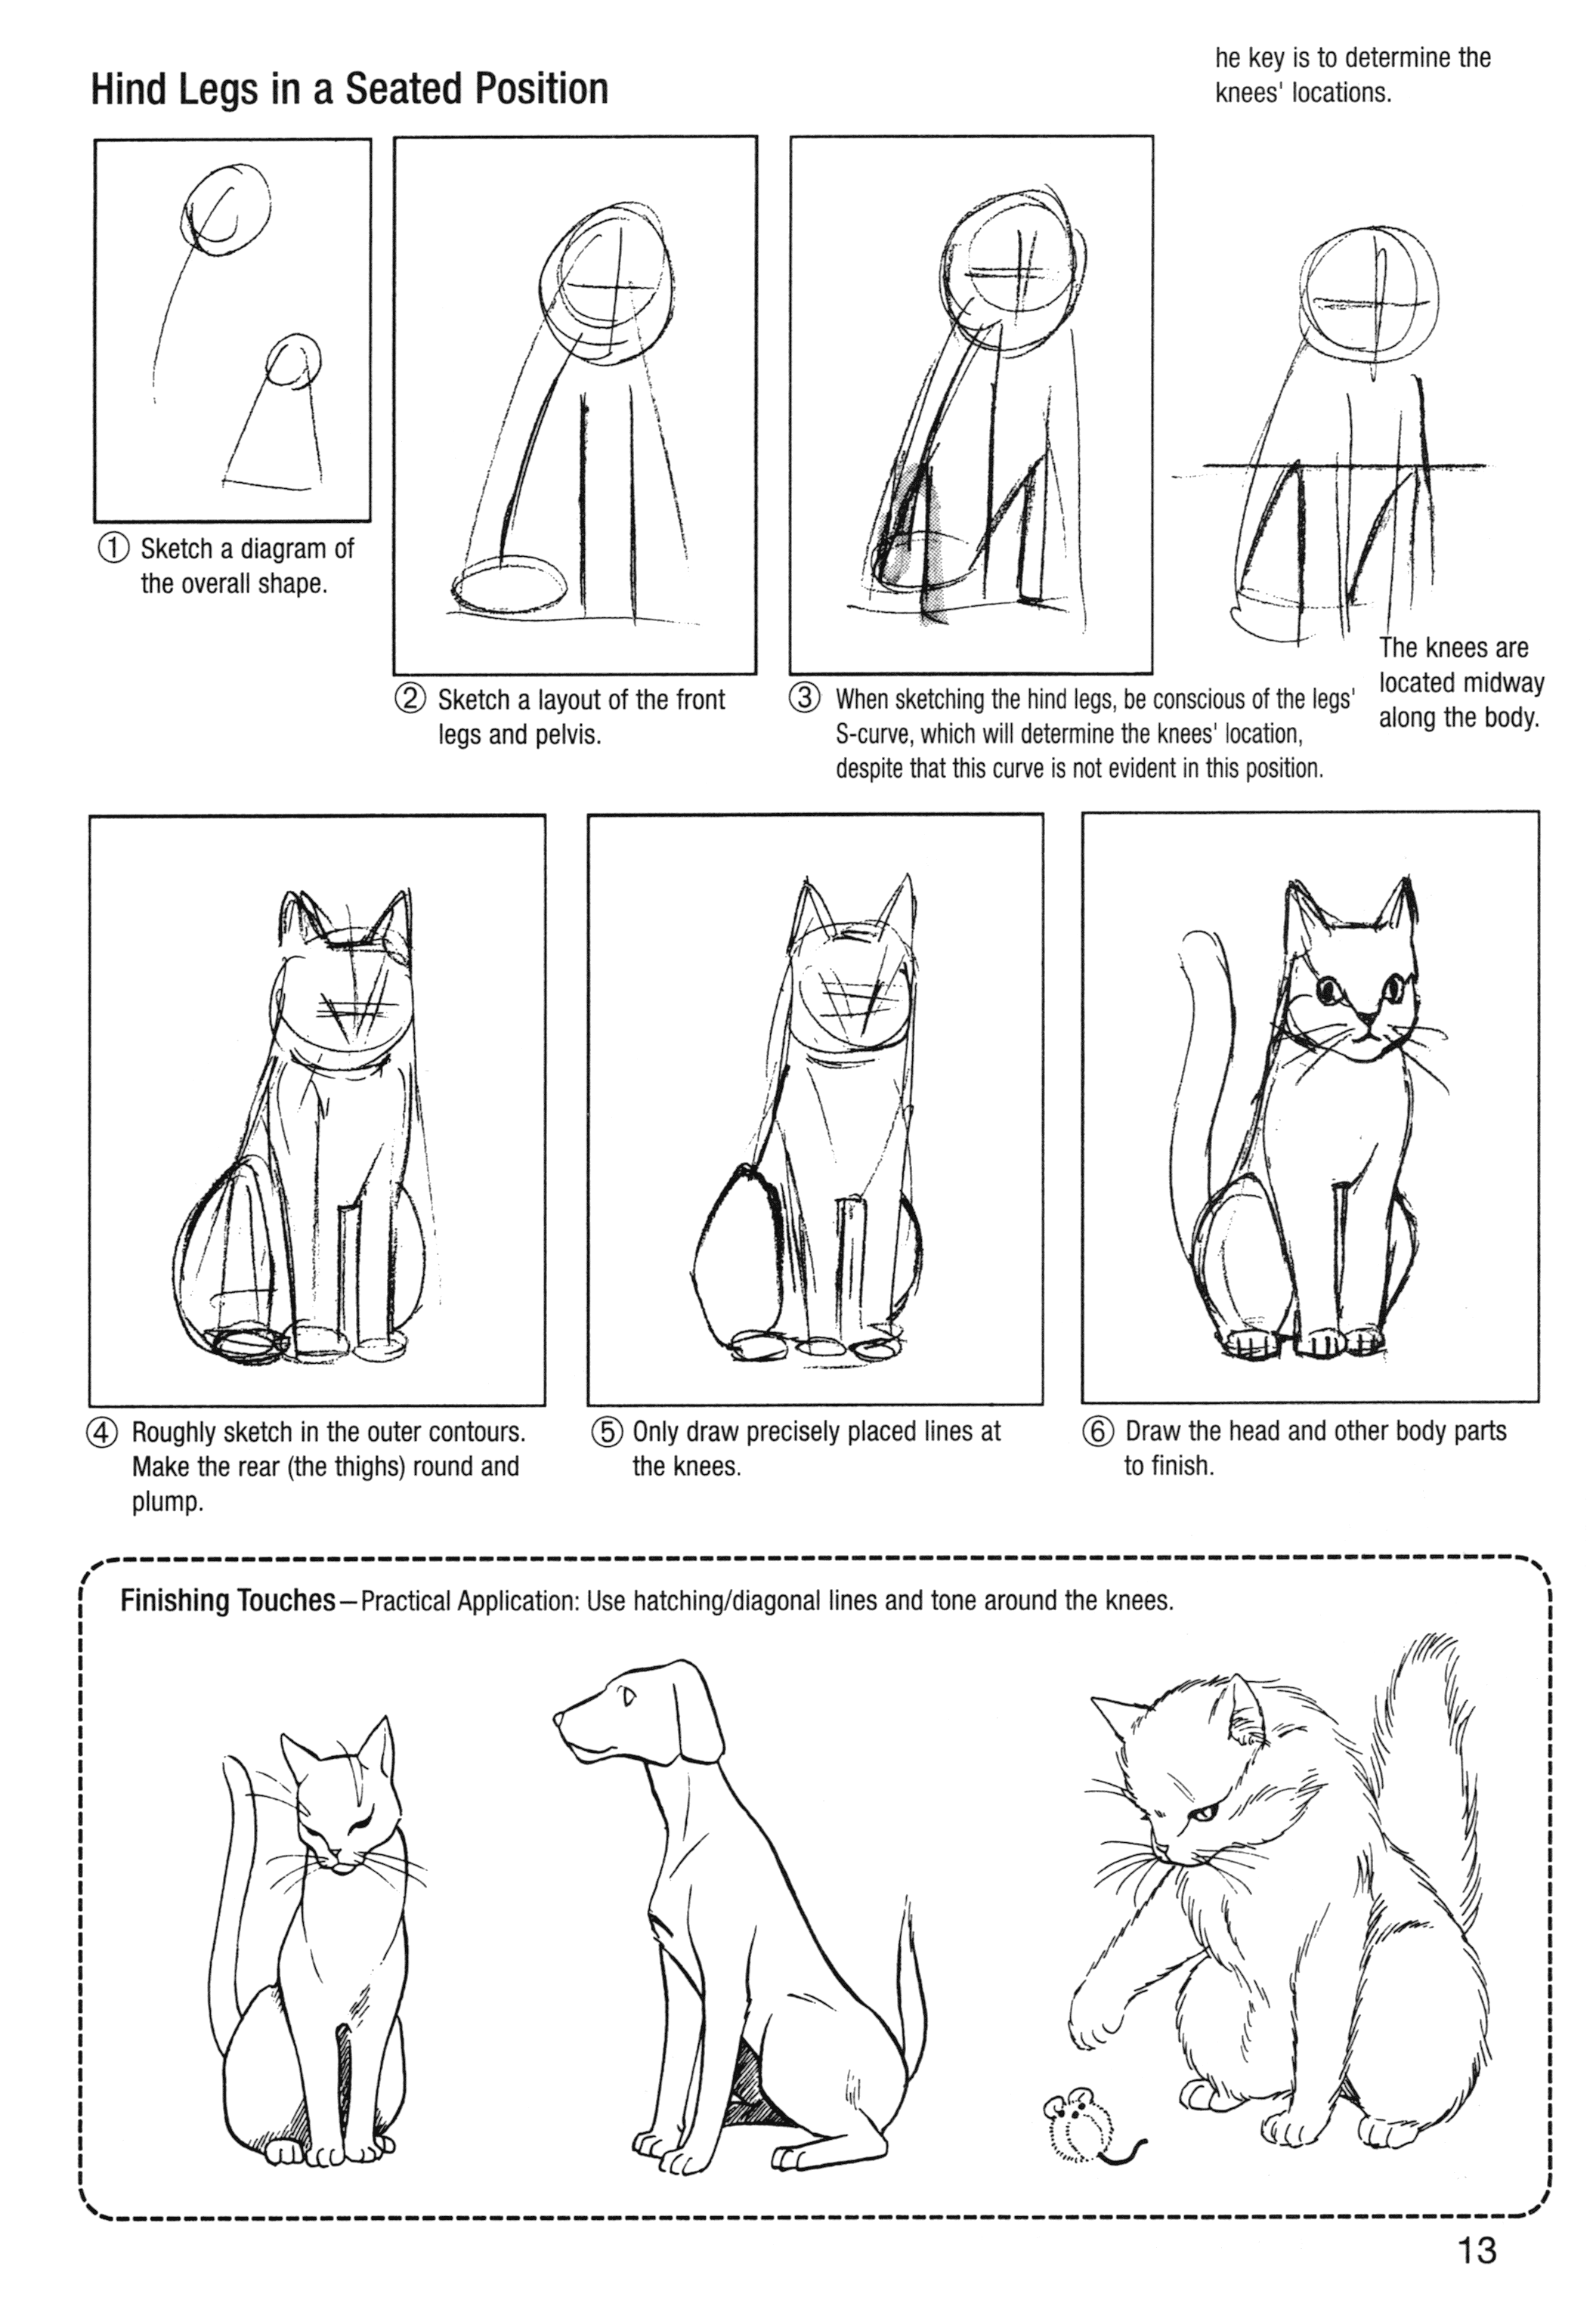 Hind Legs in a Seated Position
he key is to determine the
knees' locations.
① Sketch a diagram of
the overall shape.
② Sketch a layout of the front
legs and pelvis.
③ When sketching the hind legs, be conscious of the legs'
S-curve, which will determine the knees' location,
despite that this curve is not evident in this position.
The knees are
located midway
along the body.
④ Roughly sketch in the outer contours.
Make the rear (the thighs) round and
plump.
⑤ Only draw precisely placed lines at
the knees.
⑥ Draw the head and other body parts
to finish.
Finishing Touches—Practical Application: Use hatching/diagonal lines and tone around the knees.
13